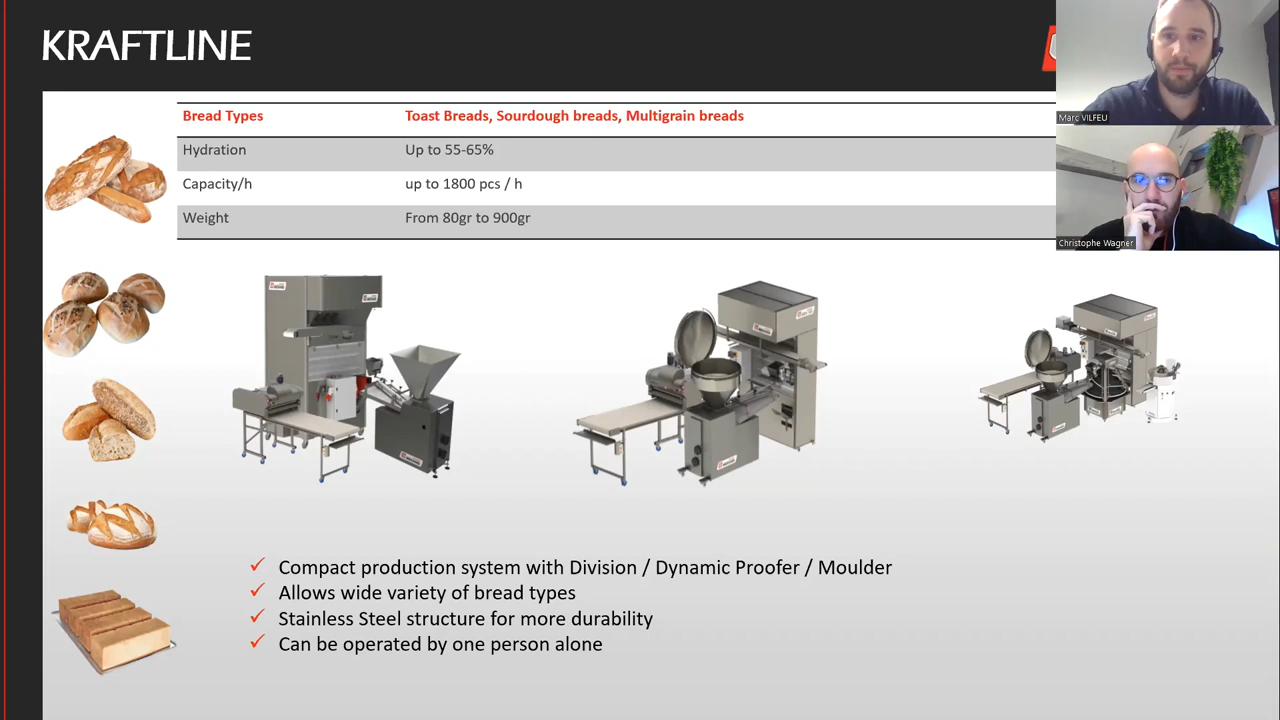 KRAFTLINE
Bread Types Toast Breads, Sourdough breads, Multigrain breads
Hydration Up to 55-65%
Capacity/h up to 1800 pcs / h
Weight From 80gr to 900gr
Marc VILFEU
Christophe Wagner
Compact production system with Division / Dynamic Proofer / Moulder
Allows wide variety of bread types
Stainless Steel structure for more durability
Can be operated by one person alone